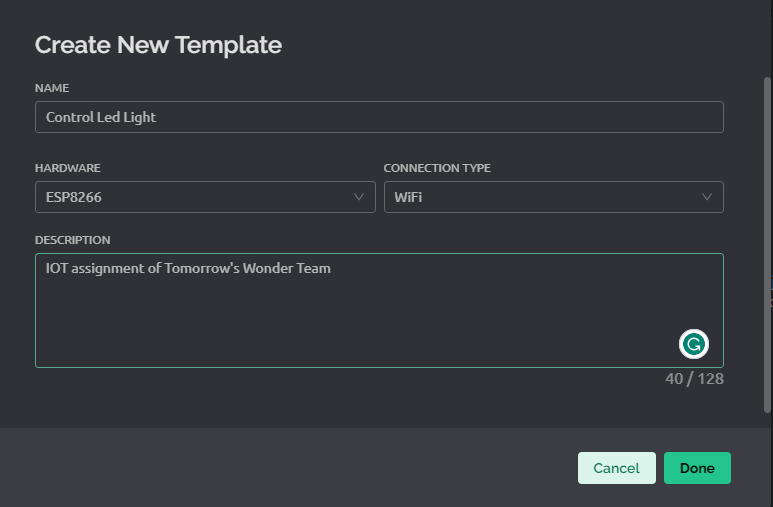 Create New Template
NAME
Control Led Light
HARDWARE
CONNECTION TYPE
ESP8266
WiFi
DESCRIPTION
IOT assignment of Tomorrow's Wonder Team
40 / 128
Cancel
Done